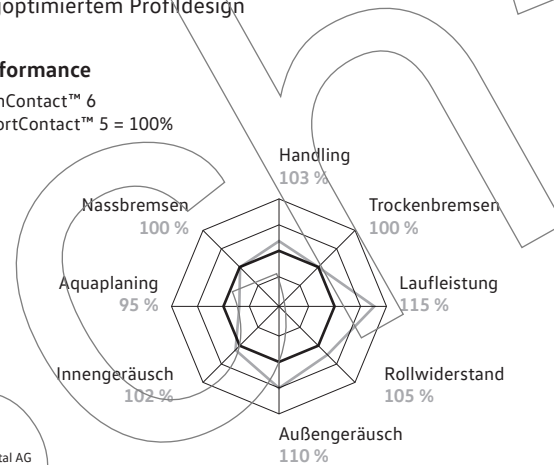 optimiertem Profildesign
formance
Contact™ 6
ortContact™ 5 = 100%
Handling
103 %
Nassbremsen
100 %
Trockenbremsen
100 %
Aquaplaning
95 %
Laufleistung
115 %
Innengeräusch
102 %
Rollwiderstand
105 %
Außengeräusch
110 %
tal AG